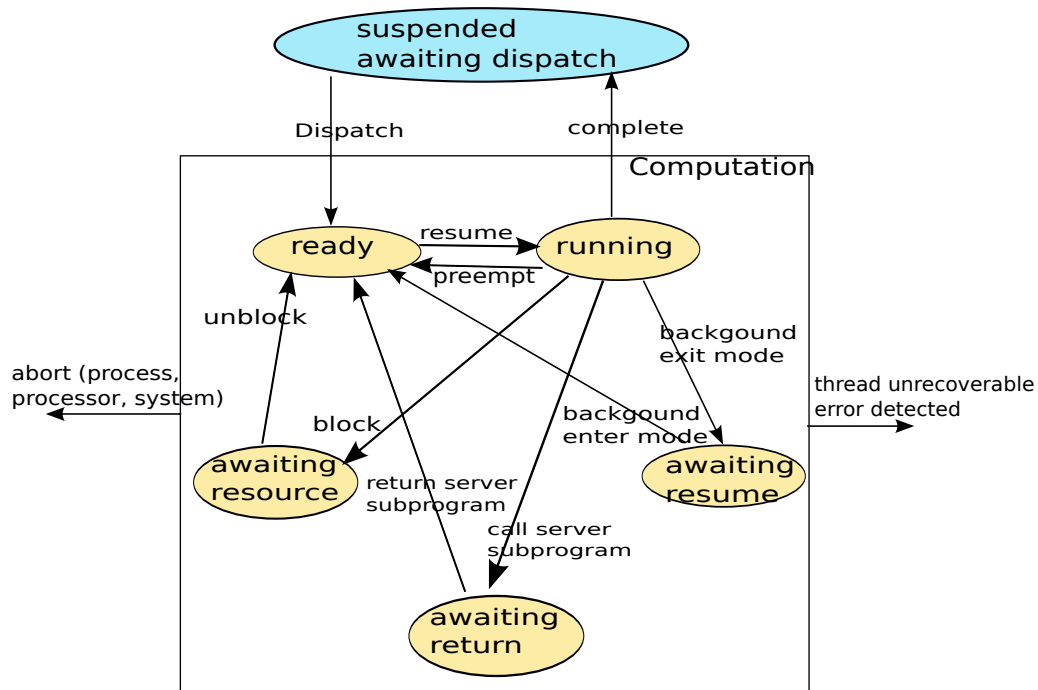 suspended
awaiting dispatch
Dispatch
complete
Computation
ready
resume
running
preempt
unblock
backgound
exit mode
abort (process,
processor, system)
thread unrecoverable
error detected
block
backgound
enter mode
awaiting
resource
return server
subprogram
awaiting
resume
call server
subprogram
awaiting
return